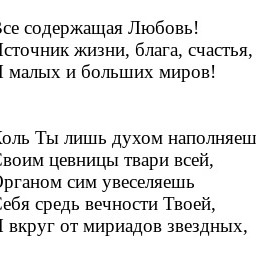 Все содержащая Любовь!
Источник жизни, блага, счастья,
И малых и больших миров!
Коль Ты лишь духом наполняеш
Своим цевницы твари всей,
Органом сим увеселяешь
Себя средь вечности Твоей,
И вкруг от мириадов звездных,